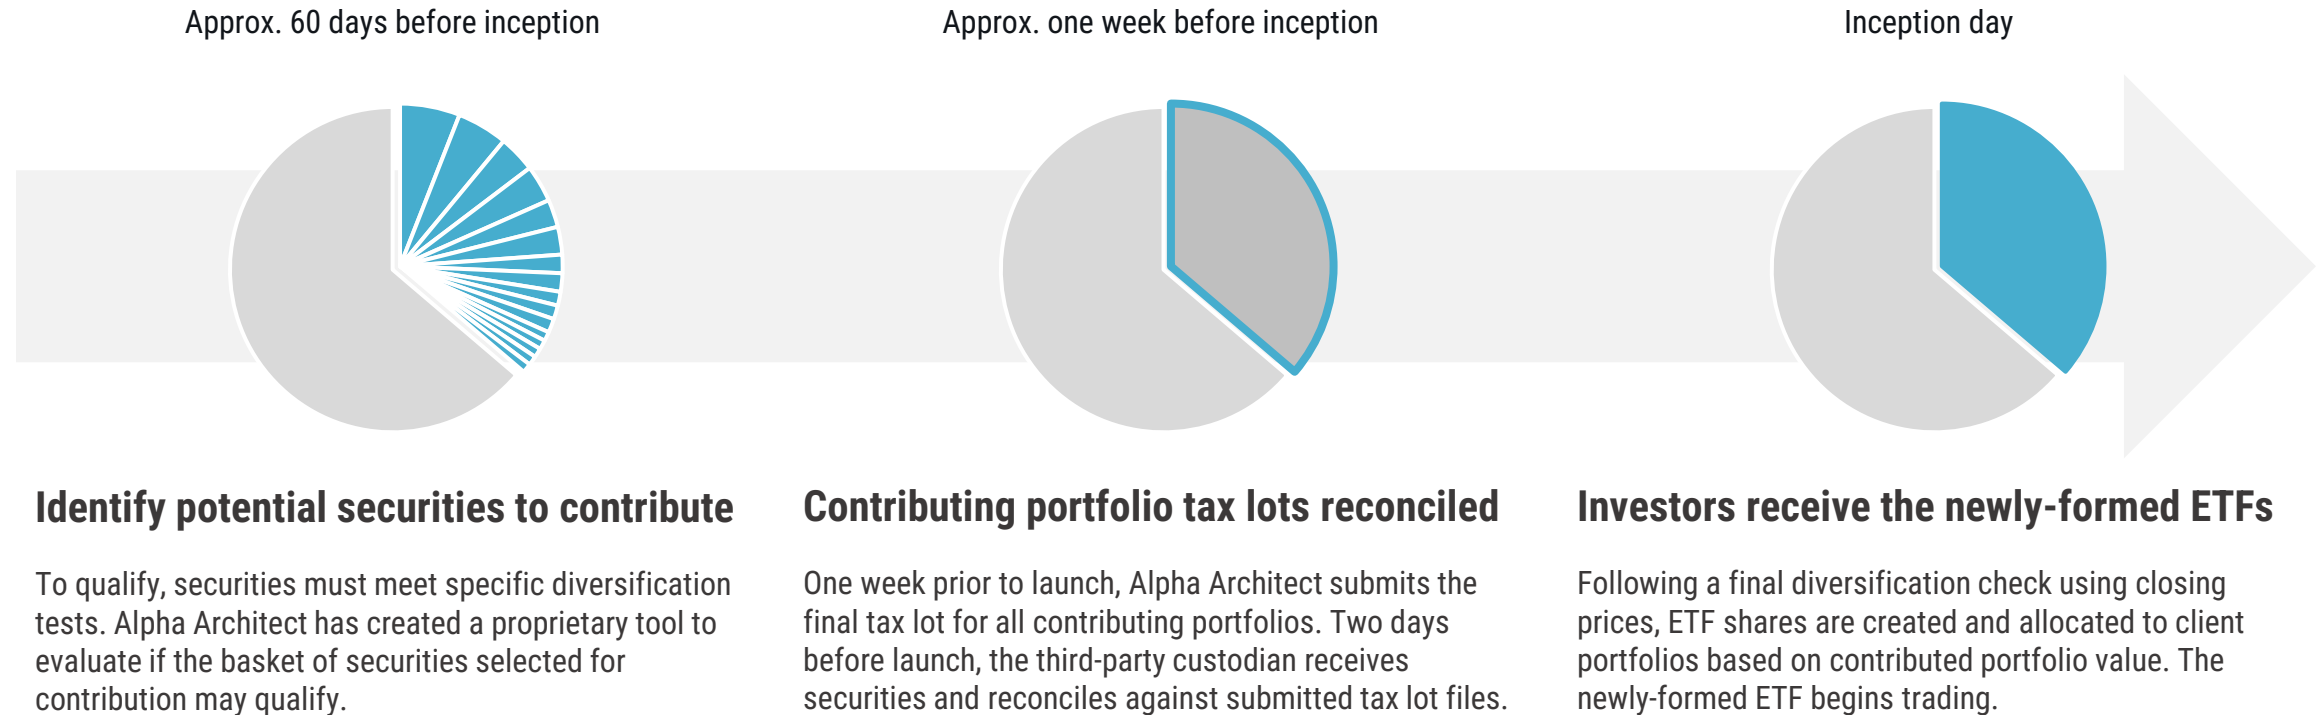 Approx. 60 days before inception
Approx. one week before inception
Inception day
Identify potential securities to contribute
To qualify, securities must meet specific diversification
tests. Alpha Architect has created a proprietary tool to
evaluate if the basket of securities selected for
contribution may qualify.
Contributing portfolio tax lots reconciled
One week prior to launch, Alpha Architect submits the
final tax lot for all contributing portfolios. Two days
before launch, the third-party custodian receives
securities and reconciles against submitted tax lot files.
Investors receive the newly-formed ETFs
Following a final diversification check using closing
prices, ETF shares are created and allocated to client
portfolios based on contributed portfolio value. The
newly-formed ETF begins trading.